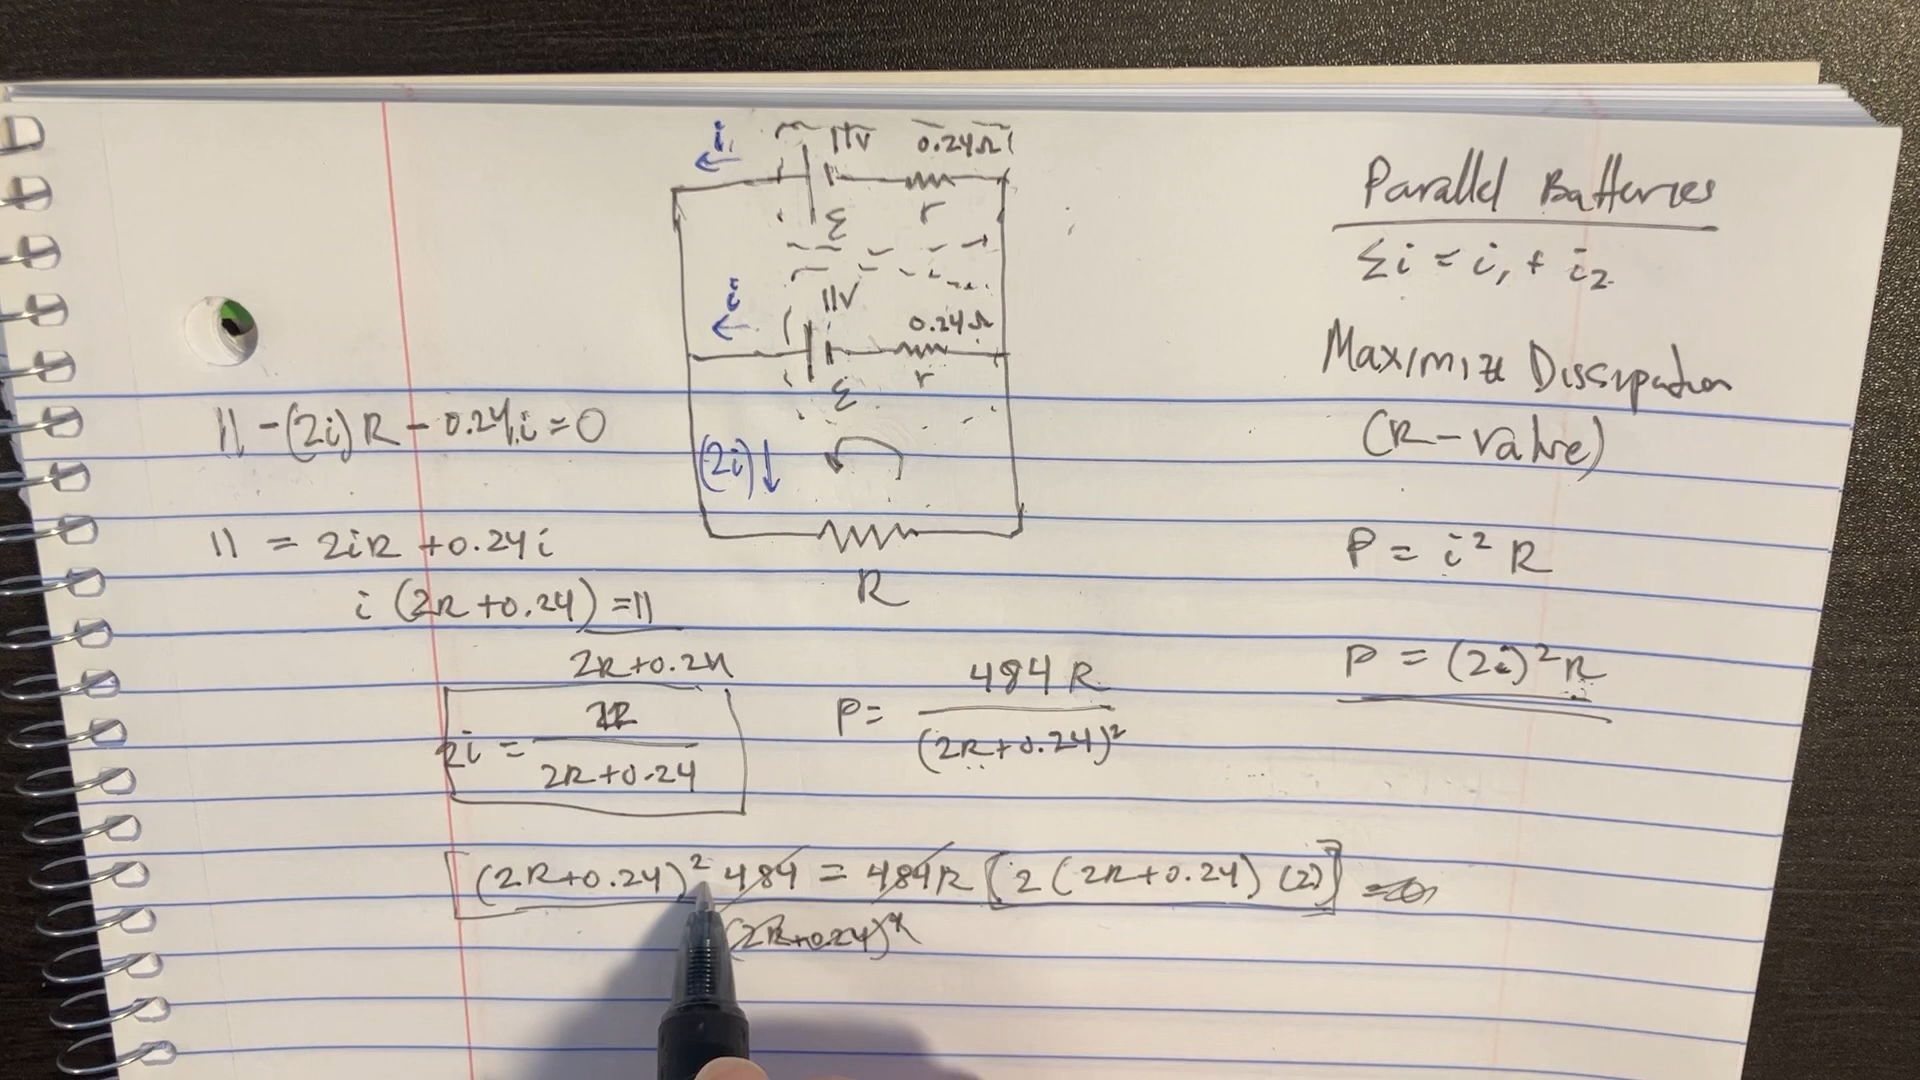 i₁ 11V 0.24Ω
ε r
i 11V 0.24Ω
ε r
(2i)↓
R
Parallel Batteries
Σi = i₁ + i₂
Maximize Dissipation
(R-value)
P = i² R
P = (2i)² R
11 - (2i) R - 0.24i = 0
11 = 2iR + 0.24i
i (2R + 0.24) = 11
2R + 0.24
2i = 22
2R + 0.24
P = 484 R
(2R + 0.24)²
(2R + 0.24)² 484 = 484R [2 (2R + 0.24) (2)]
(2R + 0.24)⁴